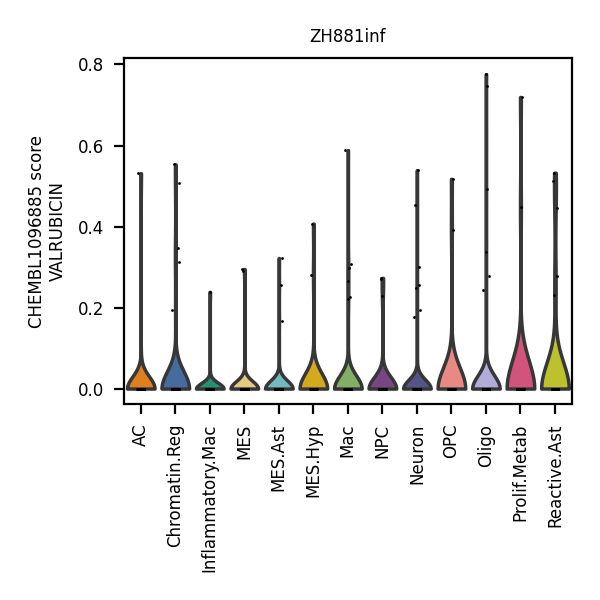 ZH881inf
CHEMBL1096885 score
VALRUBICIN
0.8
0.6
0.4
0.2
0.0
AC
Chromatin.Reg
Inflammatory.Mac
MES
MES.Ast
MES.Hyp
Mac
NPC
Neuron
OPC
Oligo
Prolif.Metab
Reactive.Ast